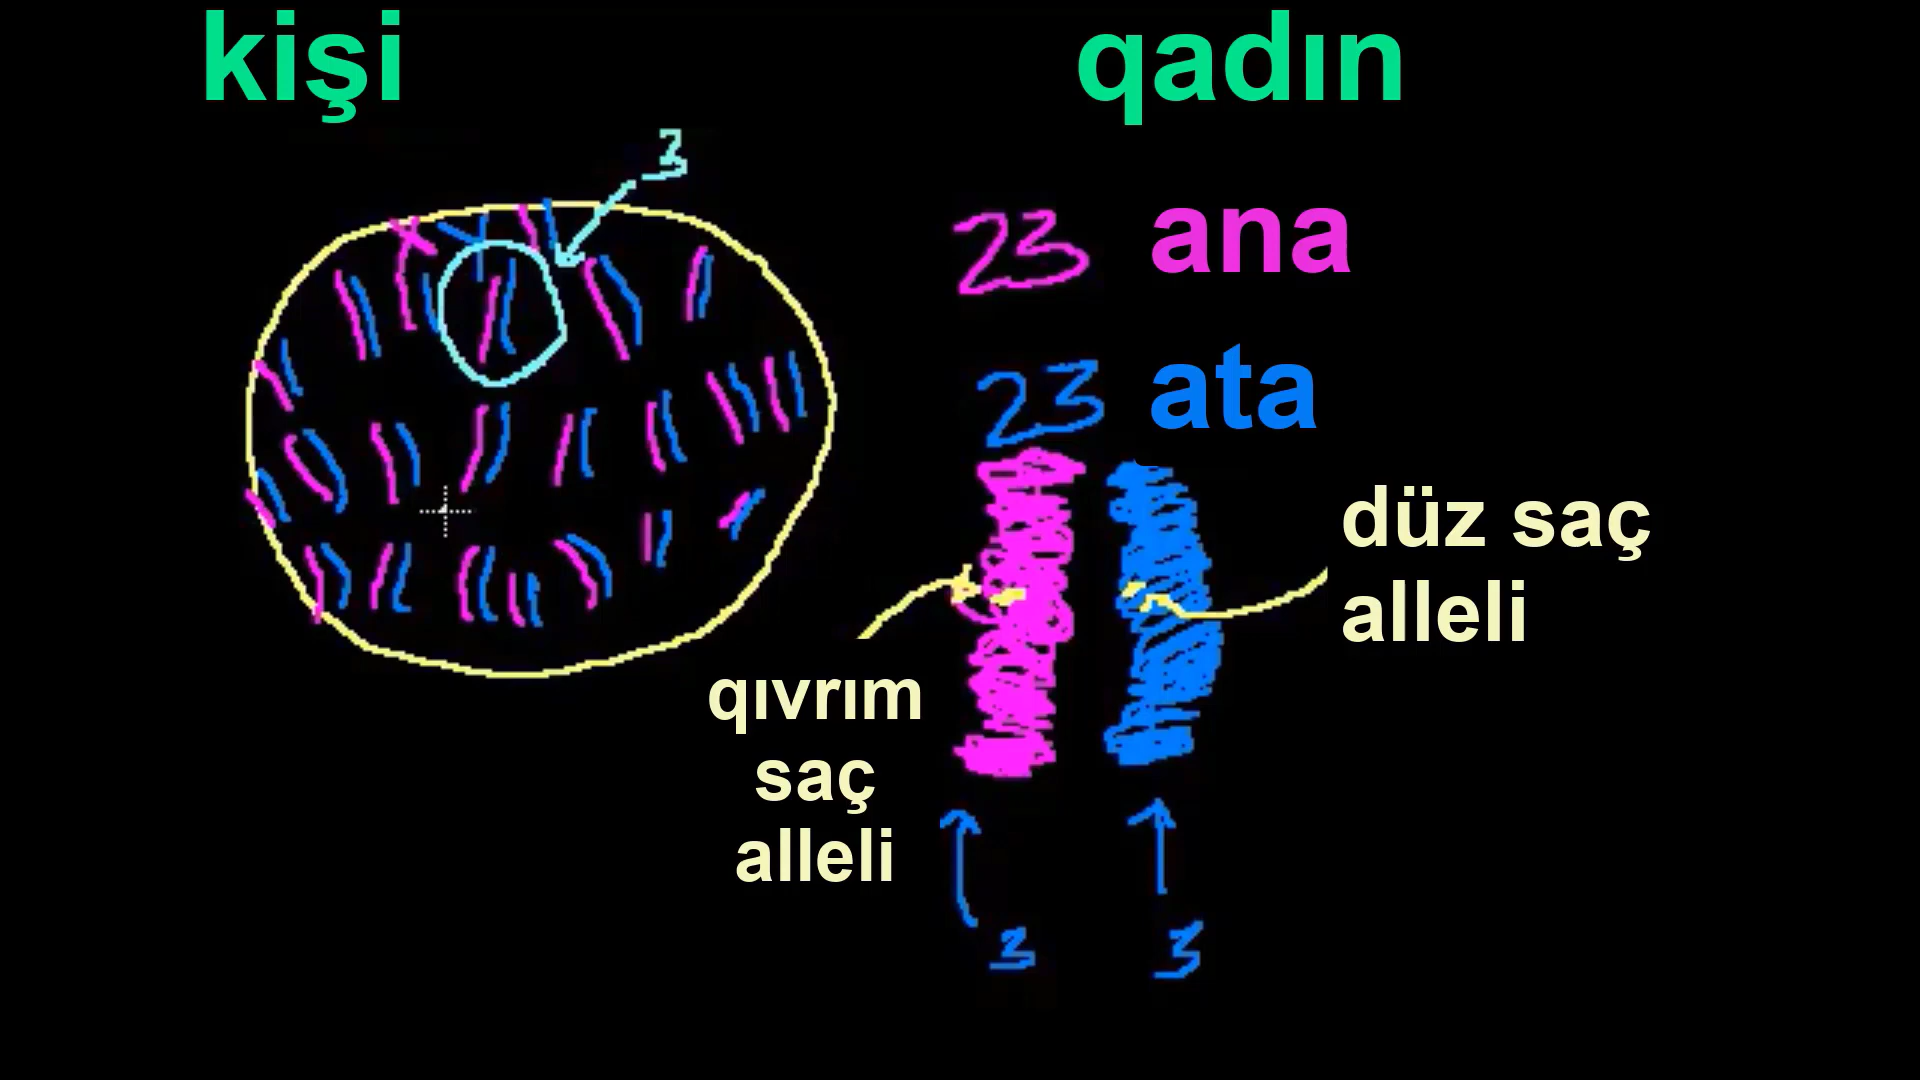 kişi
qadın
3
23 ana
23 ata
düz saç
alleli
qıvrım
saç
alleli
3
3